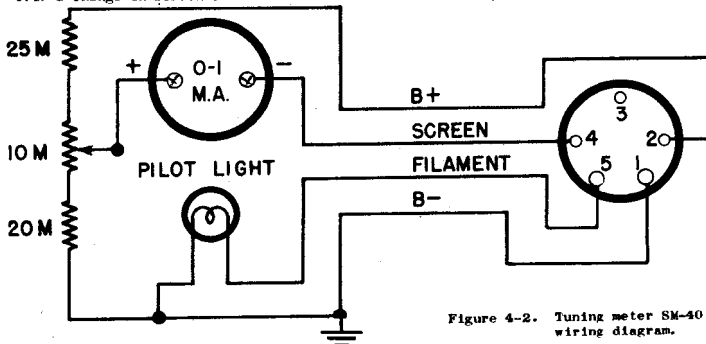 25 M
+
O-1
M.A.
-
B+
3
SCREEN
4
2
10 M
PILOT LIGHT
FILAMENT
5
1
20 M
B-
Figure 4-2. Tuning meter SM-40
wiring diagram.